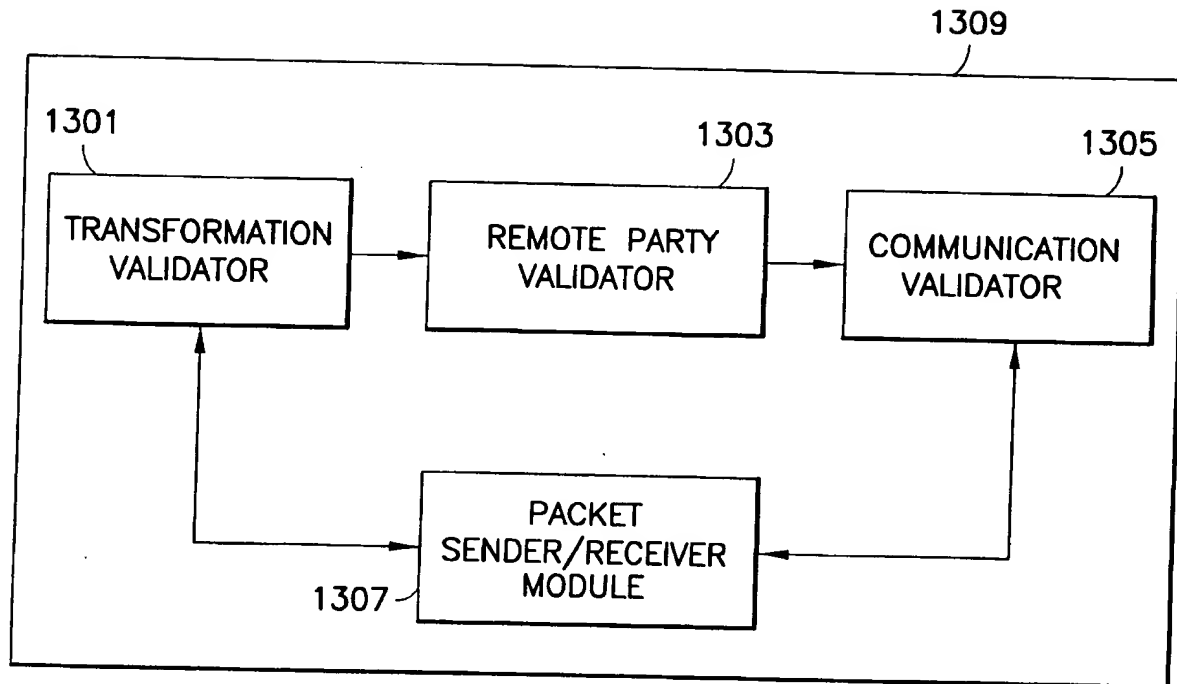 1309
1301
1303
1305
TRANSFORMATION
VALIDATOR
REMOTE PARTY
VALIDATOR
COMMUNICATION
VALIDATOR
PACKET
SENDER/RECEIVER
MODULE
1307